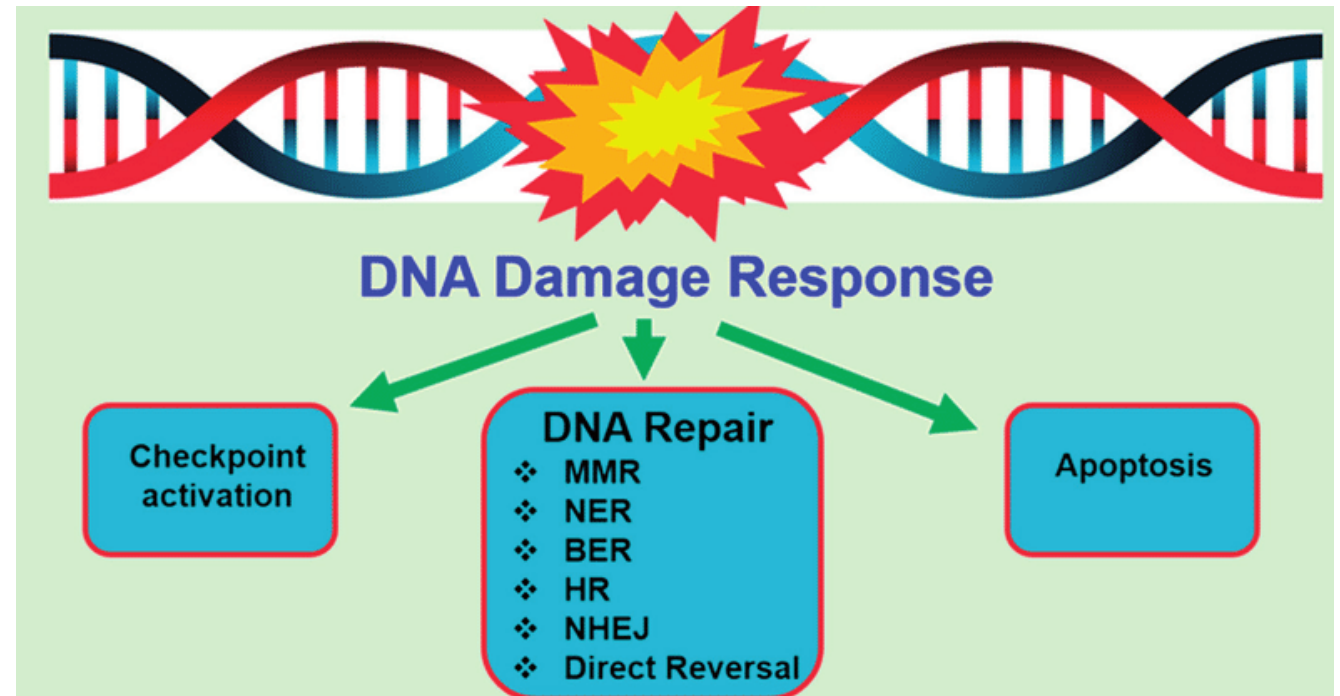 DNA Damage Response
Checkpoint
activation
DNA Repair
❖ MMR
❖ NER
❖ BER
❖ HR
❖ NHEJ
❖ Direct Reversal
Apoptosis